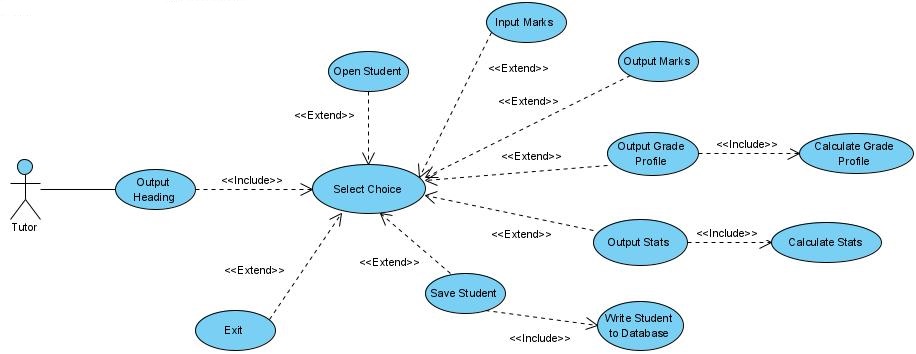 Input Marks
<<Extend>>
Open Student
Output Marks
<<Extend>>
<<Extend>>
Output Grade
Profile
<<Include>>
Calculate Grade
Profile
<<Extend>>
Tutor
Output
Heading
<<Include>>
Select Choice
<<Extend>>
Output Stats
<<Include>>
Calculate Stats
<<Extend>>
<<Extend>>
Save Student
Exit
<<Include>>
Write Student
to Database